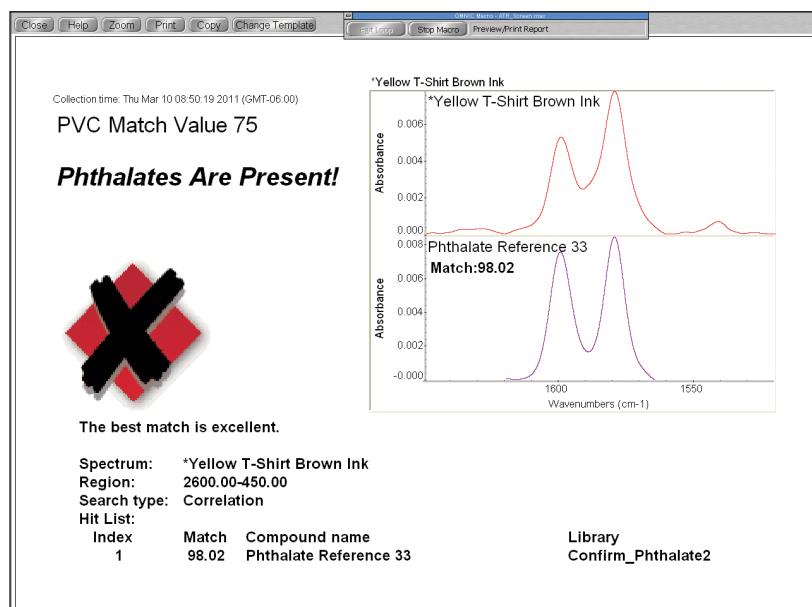 Close Help Zoom Print Copy Change Template
OMNIC Macro - ATR_Screen.mac
Stop Macro Preview/Print Report
*Yellow T-Shirt Brown Ink
Collection time: Thu Mar 10 08:50:19 2011 (GMT-06:00)
PVC Match Value 75
Phthalates Are Present!
*Yellow T-Shirt Brown Ink
Absorbance
0.006
0.004
0.002
0.000
Phthalate Reference 33
Match:98.02
Absorbance
0.008
0.006
0.004
0.002
-0.000
1600 1550
Wavenumbers (cm-1)
The best match is excellent.
Spectrum: *Yellow T-Shirt Brown Ink
Region: 2600.00-450.00
Search type: Correlation
Hit List:
Index Match Compound name Library
1 98.02 Phthalate Reference 33 Confirm_Phthalate2